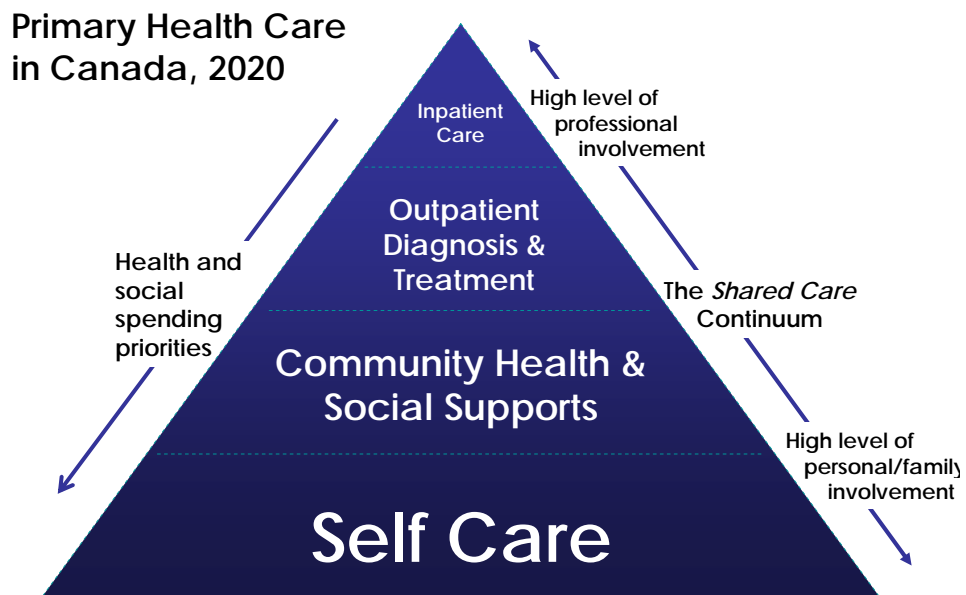 Primary Health Care
in Canada, 2020
Inpatient
Care
High level of
professional
involvement
Outpatient
Diagnosis &
Treatment
Health and
social
spending
priorities
The Shared Care
Continuum
Community Health &
Social Supports
High level of
personal/family
involvement
Self Care